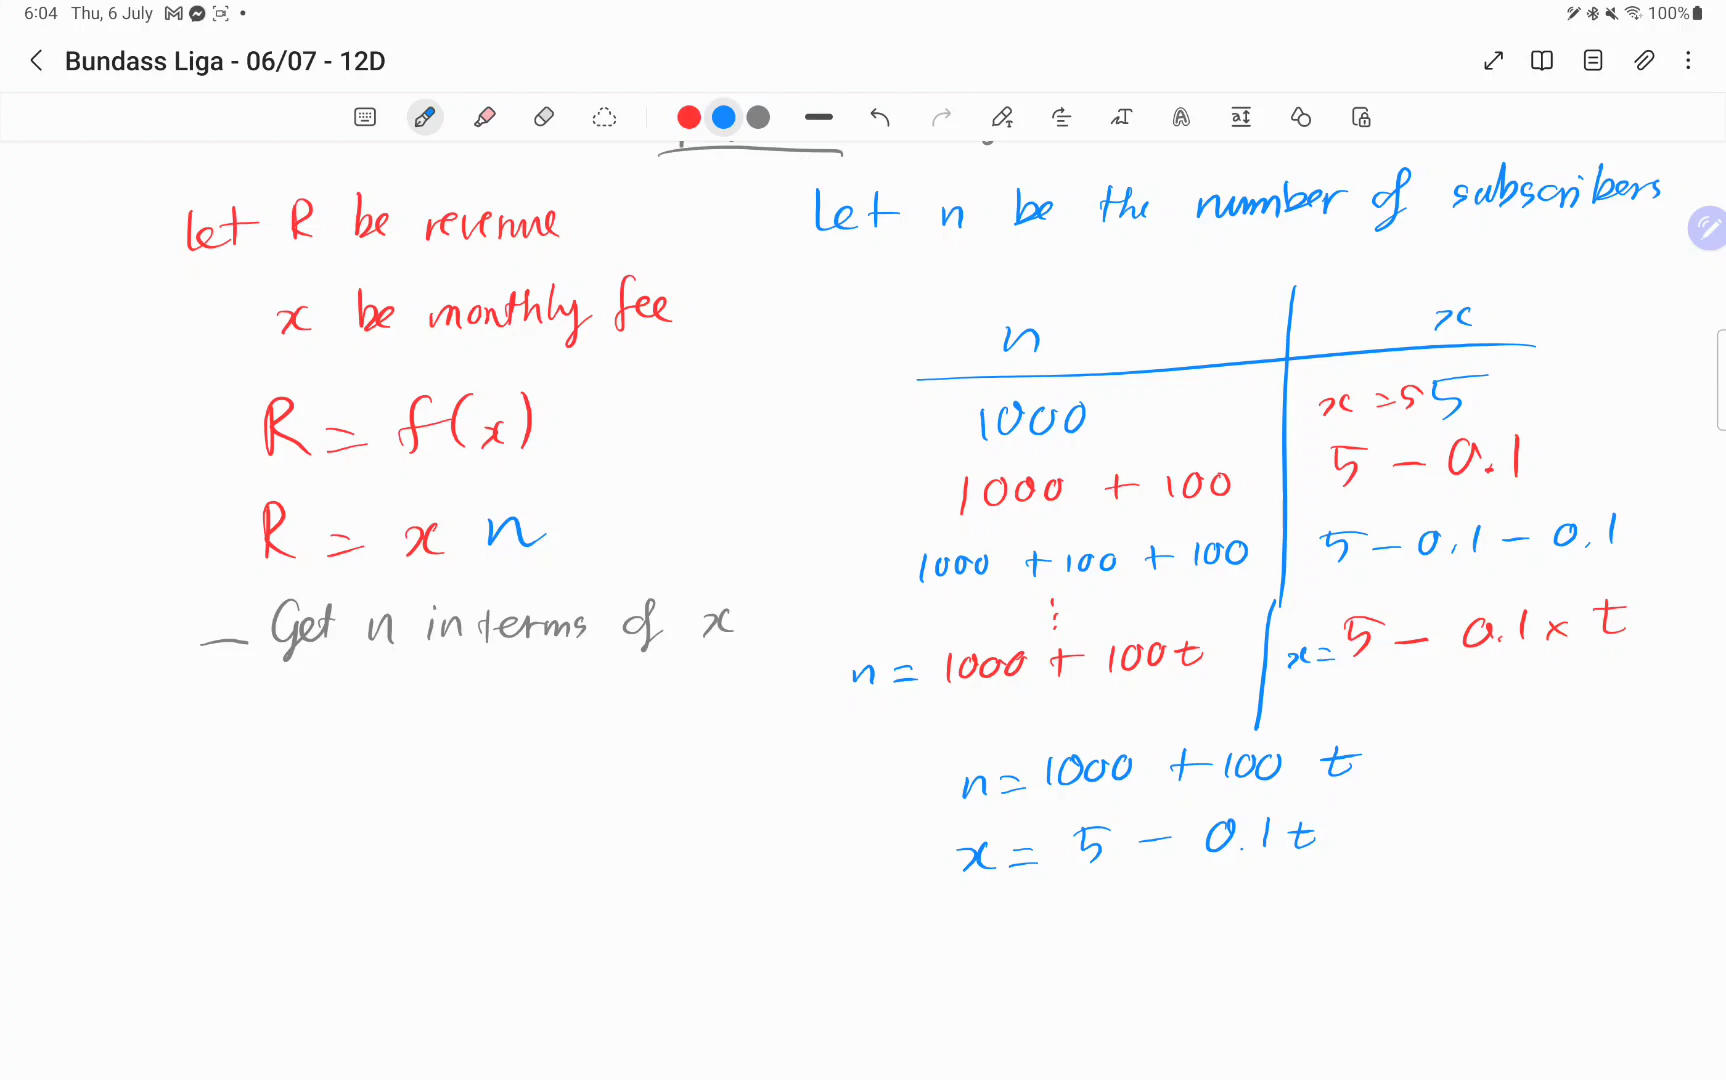 6:04 Thu, 6 July 100%
Bundass Liga - 06/07 - 12D
let R be revenue
x be monthly fee
R = f(x)
R = x n
— Get n in terms of x
Let n be the number of subscribers
n x
1000 x = 5 5
1000 + 100 5 - 0.1
1000 + 100 + 100 5 - 0.1 - 0.1
⋮
n = 1000 + 100t x = 5 - 0.1 × t
n = 1000 + 100 t
x = 5 - 0.1 t